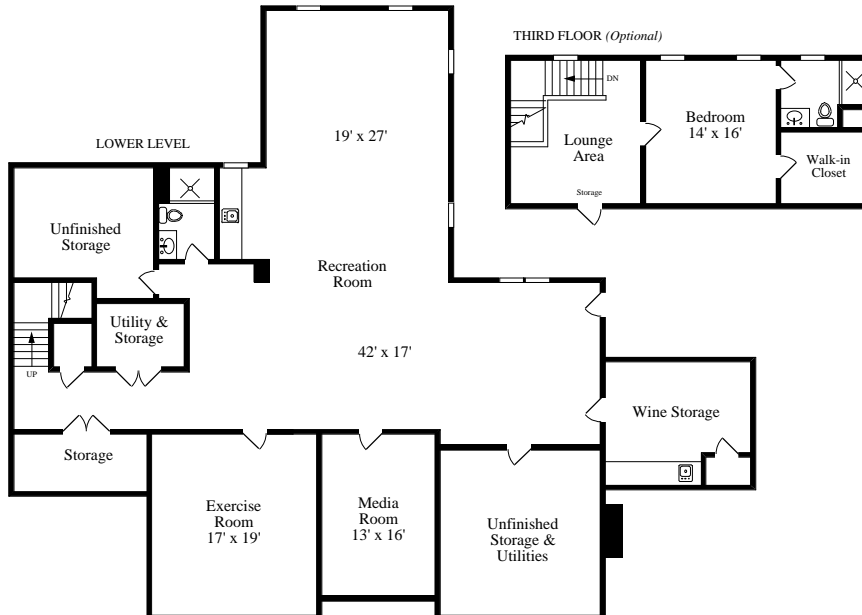 THIRD FLOOR (Optional)
DN
Lounge
Area
Bedroom
14' x 16'
Walk-in
Closet
Storage
LOWER LEVEL
19' x 27'
Unfinished
Storage
Recreation
Room
Utility &
Storage
42' x 17'
UP
Wine Storage
Storage
Exercise
Room
17' x 19'
Media
Room
13' x 16'
Unfinished
Storage &
Utilities